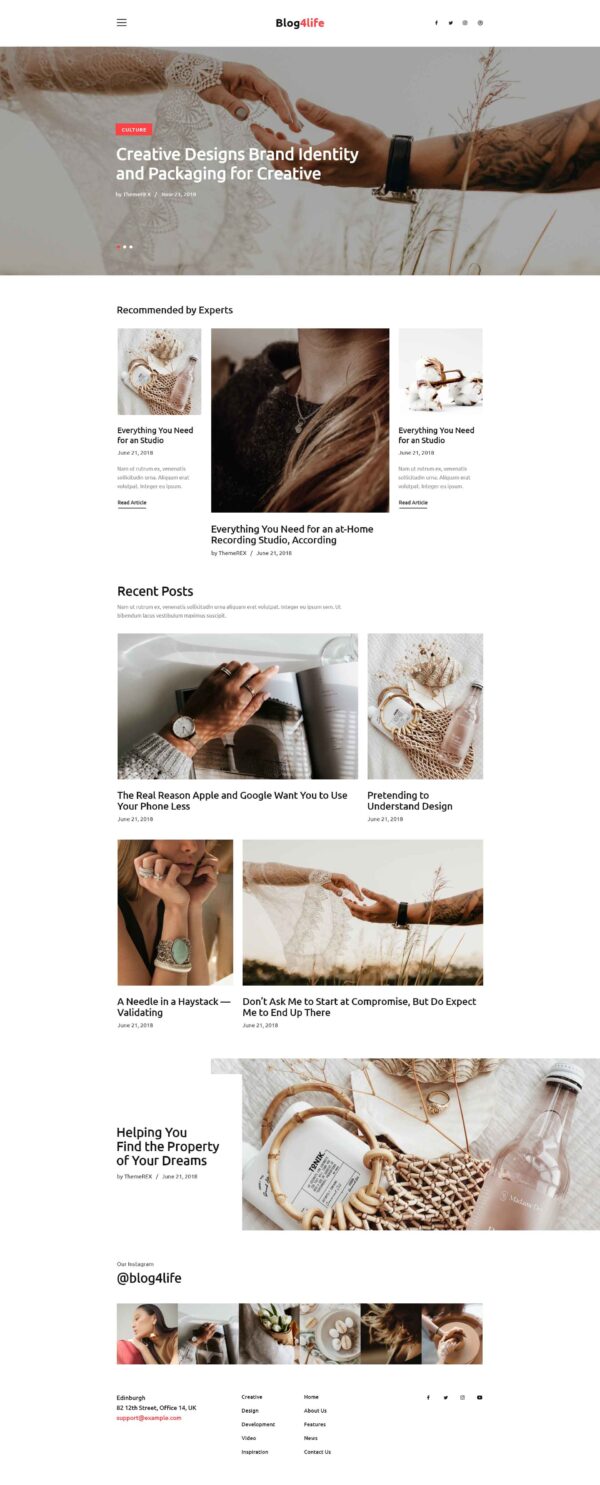 Blog4life
CULTURE
Creative Designs Brand Identity
and Packaging for Creative
by ThemeREX / Now 21, 2018
Recommended by Experts
Everything You Need
for an Studio
June 21, 2018
Nam ut rutrum ex, venenatis
sollicitudin urna. Aliquam erat
volutpat. Integer eu ipsum.
Read Article
Everything You Need for an at-Home
Recording Studio, According
by ThemeREX / June 21, 2018
Everything You Need
for an Studio
June 21, 2018
Nam ut rutrum ex, venenatis
sollicitudin urna. Aliquam erat
volutpat. Integer eu ipsum.
Read Article
Recent Posts
Nam ut rutrum ex, venenatis sollicitudin urna aliquam erat volutpat. Integer eu ipsum sem. Ut
bibendum lacus vestibulum maximus suscipit.
The Real Reason Apple and Google Want You to Use
Your Phone Less
June 21, 2018
Pretending to
Understand Design
June 21, 2018
A Needle in a Haystack —
Validating
June 21, 2018
Don't Ask Me to Start at Compromise, But Do Expect
Me to End Up There
June 21, 2018
Helping You
Find the Property
of Your Dreams
by ThemeREX / June 21, 2018
TONIK
Our Instagram
@blog4life
Edinburgh
82 12th Street, Office 14, UK
support@example.com
Creative
Design
Development
Video
Inspiration
Home
About Us
Features
News
Contact Us